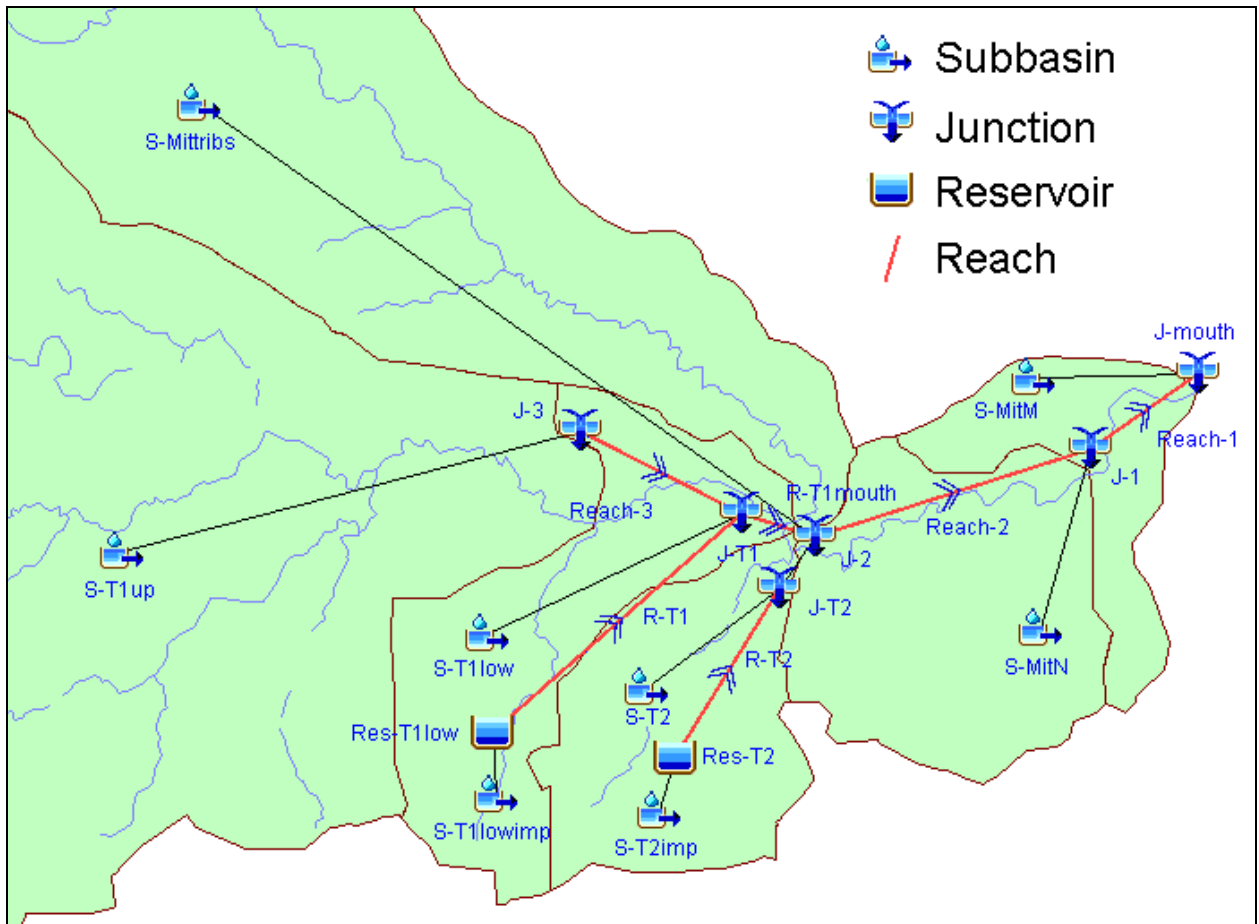 Subbasin
Junction
Reservoir
Reach
S-Mittribs
J-mouth
S-MitM
Reach-1
J-3
J-1
R-T1mouth
Reach-3
Reach-2
J-T1
J-2
S-T1up
J-T2
R-T1
S-T1low
R-T2
S-MitN
S-T2
Res-T1low
Res-T2
S-T1lowimp
S-T2imp